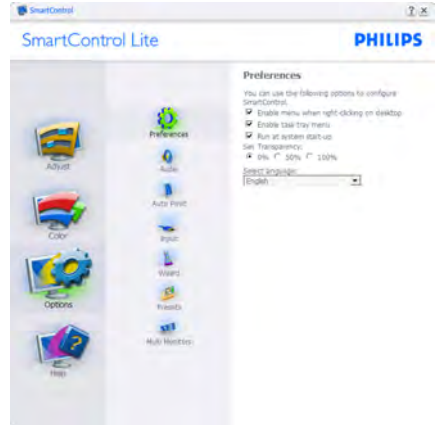 SmartControl
? x
SmartControl Lite
PHILIPS
Adjust
Color
Options
Help
Preferences
Audio
Auto Pivot
Input
Wizard
Presets
Multi Monitors
Preferences
You can use the following options to configure
SmartControl.
Enable menu when right-clicking on desktop
Enable task tray menu
Run at system start-up
Set Transparency:
0% 50% 100%
Select language:
English